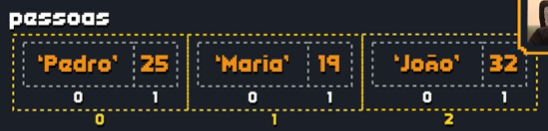 pessoas
'Pedro' 25 'Maria' 19 'João' 32
0 1 0 1 0 1
0 1 2